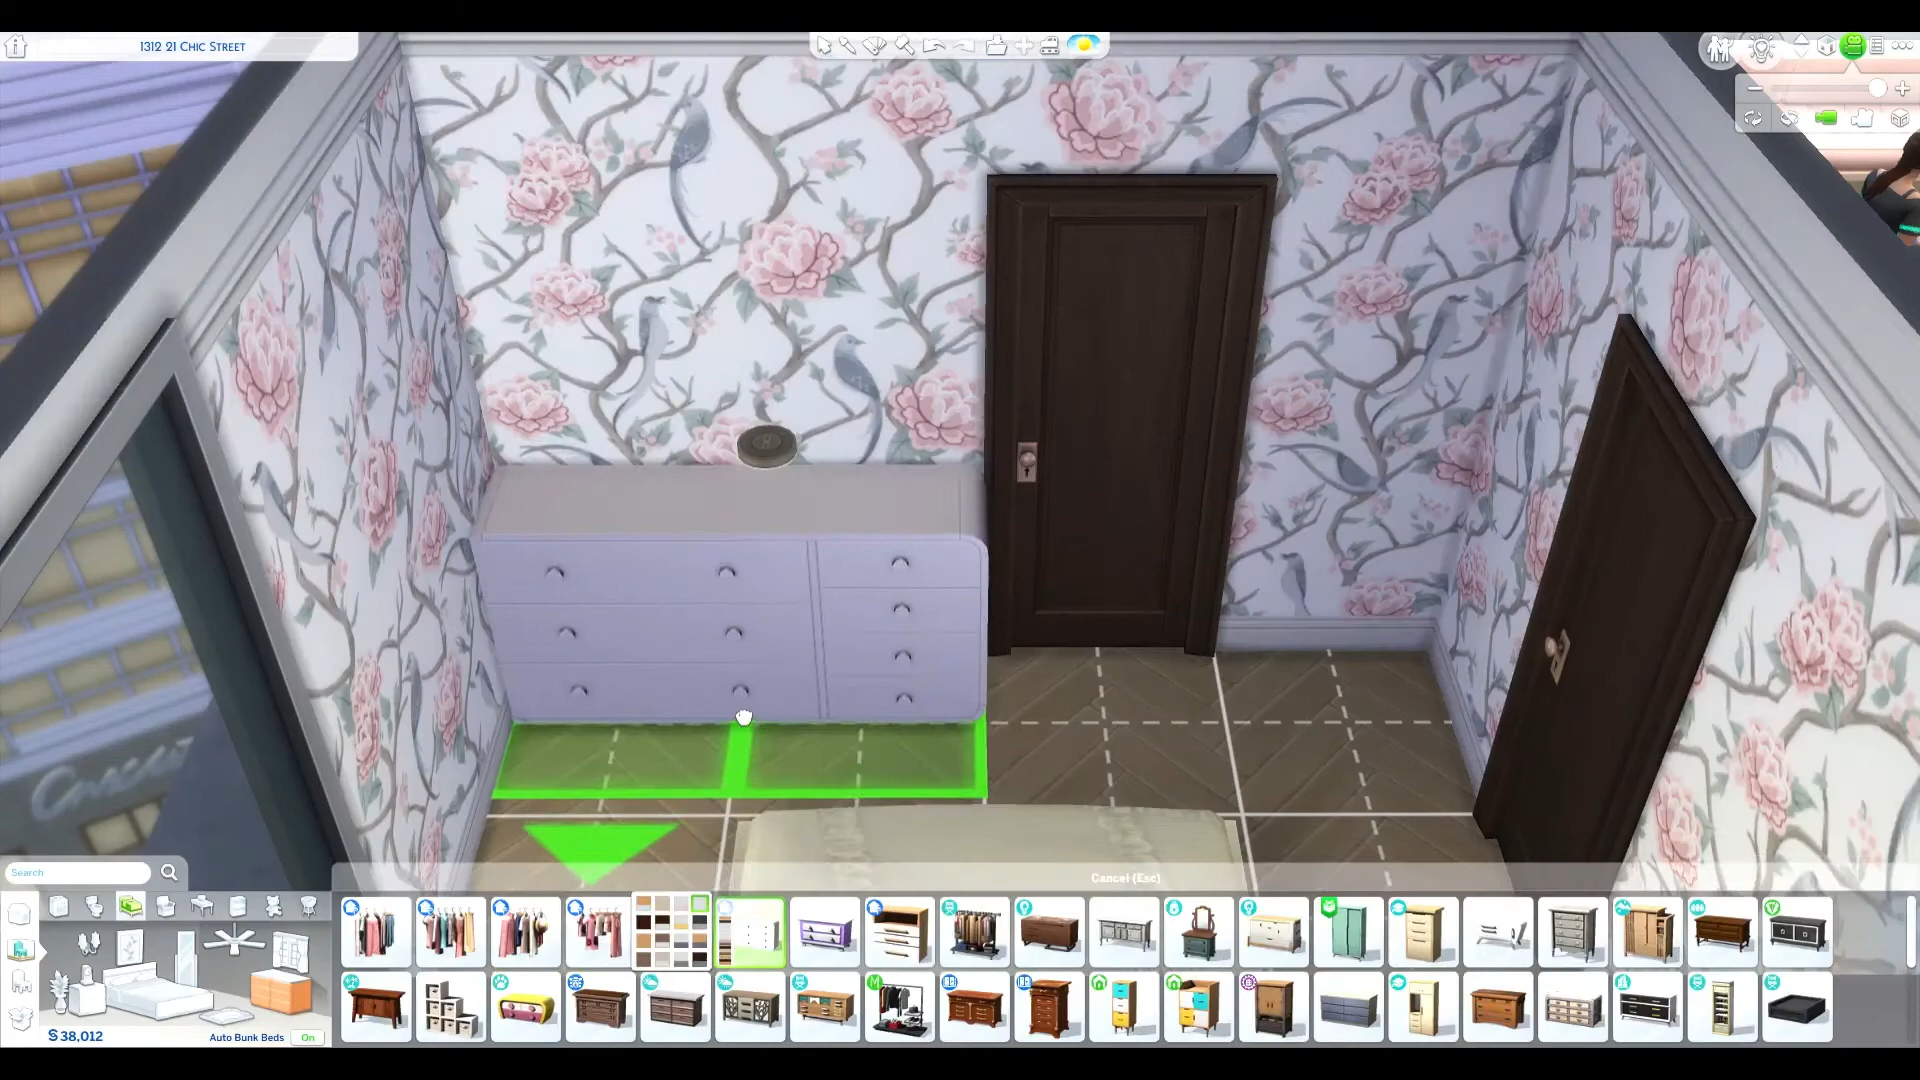 1312 21 Chic Street
Cancel (Esc)
Search
§38,012
Auto Bunk Beds
On